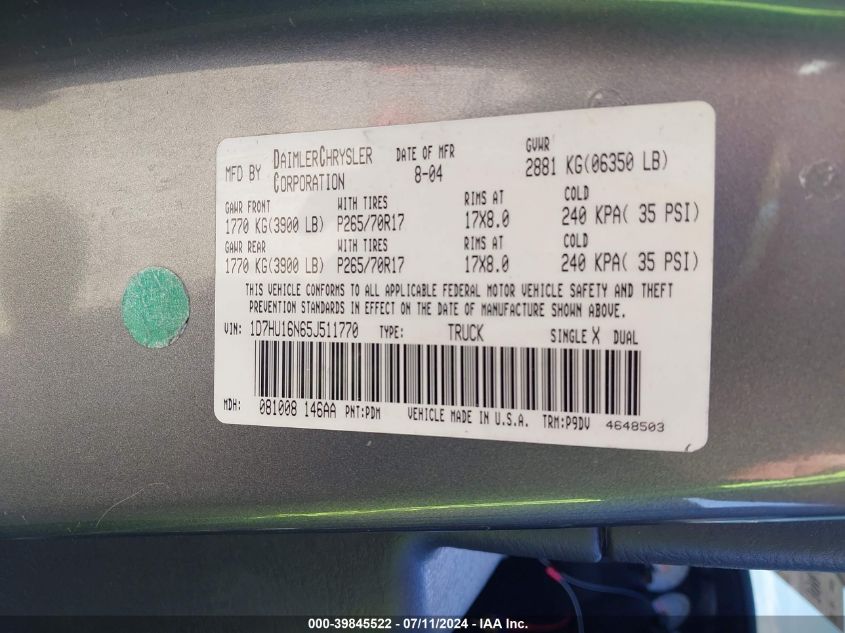 MFD BY DAIMLERCHRYSLER CORPORATION
DATE OF MFR 8-04
GVWR 2881 KG(06350 LB)
GAWR FRONT WITH TIRES RIMS AT COLD
1770 KG(3900 LB) P265/70R17 17X8.0 240 KPA( 35 PSI)
GAWR REAR WITH TIRES RIMS AT COLD
1770 KG(3900 LB) P265/70R17 17X8.0 240 KPA( 35 PSI)
THIS VEHICLE CONFORMS TO ALL APPLICABLE FEDERAL MOTOR VEHICLE SAFETY AND THEFT
PREVENTION STANDARDS IN EFFECT ON THE DATE OF MANUFACTURE SHOWN ABOVE.
VIN: 1D7HU16N65J511770 TYPE: TRUCK SINGLE X DUAL
MDH: 081008 146AA PNT:PDM VEHICLE MADE IN U.S.A. TRM:P9DV 4648503
000-39845522 - 07/11/2024 - IAA Inc.